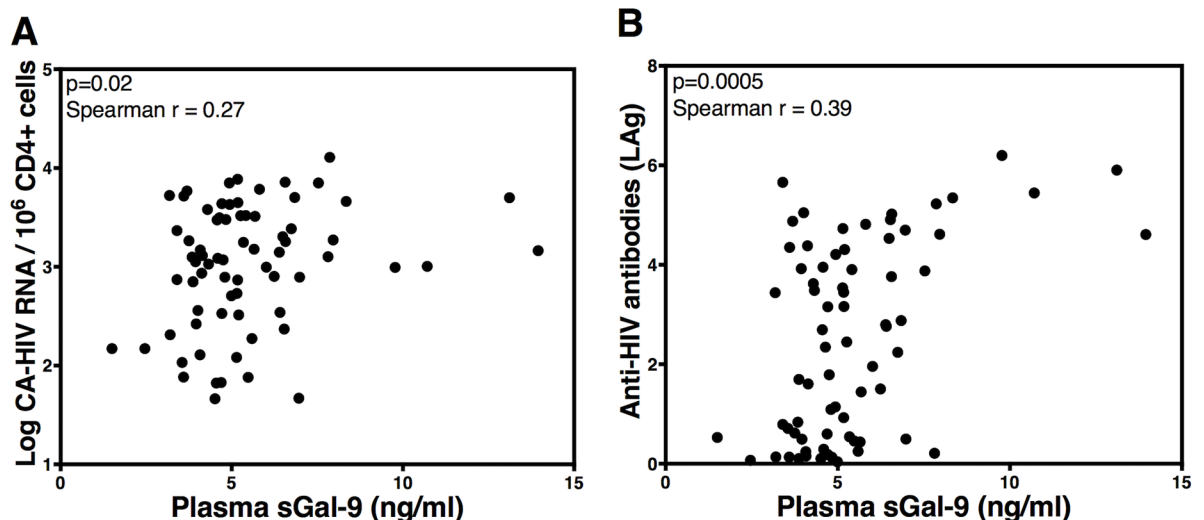 A
p=0.02
Spearman r = 0.27
Log CA-HIV RNA / 10⁶ CD4+ cells
5
4
3
2
1
0 5 10 15
Plasma sGal-9 (ng/ml)
B
p=0.0005
Spearman r = 0.39
Anti-HIV antibodies (LAg)
8
6
4
2
0
0 5 10 15
Plasma sGal-9 (ng/ml)